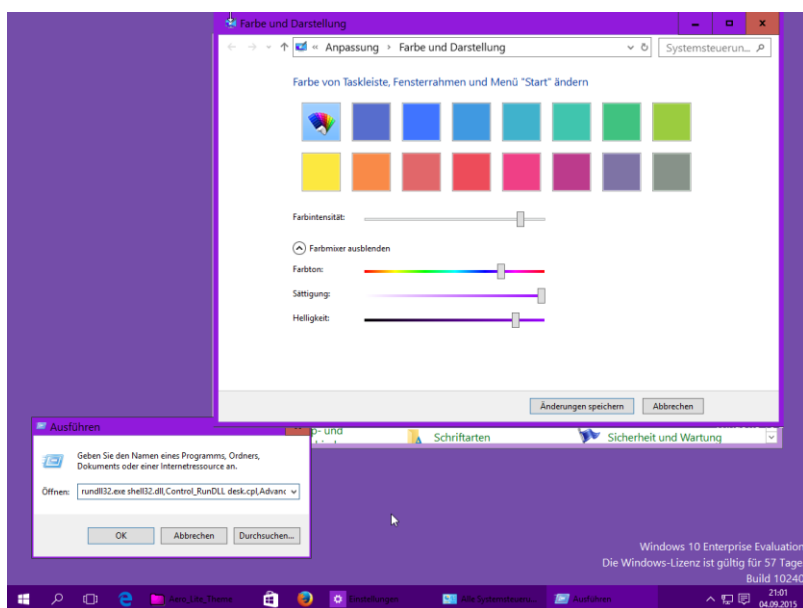 Farbe und Darstellung
« Anpassung › Farbe und Darstellung
Systemsteuerun...
Farbe von Taskleiste, Fensterrahmen und Menü "Start" ändern
Farbintensität:
Farbmixer ausblenden
Farbton:
Sättigung:
Helligkeit:
Änderungen speichern Abbrechen
Schriftarten
Sicherheit und Wartung
Ausführen
Geben Sie den Namen eines Programms, Ordners,
Dokuments oder einer Internetressource an.
Öffnen: rundll32.exe shell32.dll,Control_RunDLL desk.cpl,Advanc
OK Abbrechen Durchsuchen...
Windows 10 Enterprise Evaluation
Die Windows-Lizenz ist gültig für 57 Tage
Build 10240
Aero_Lite_Theme
Einstellungen
Alle Systemsteueru...
Ausführen
21:01
04.09.2015